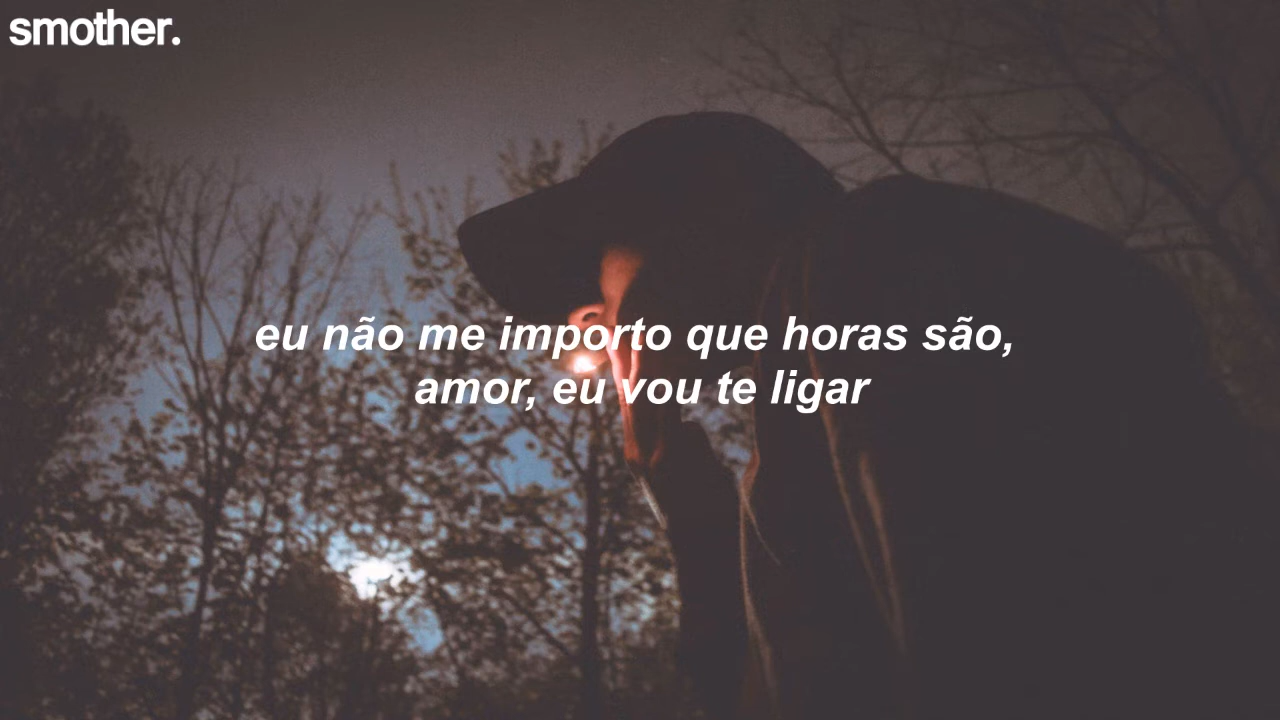 smother.
eu não me importo que horas são,
amor, eu vou te ligar